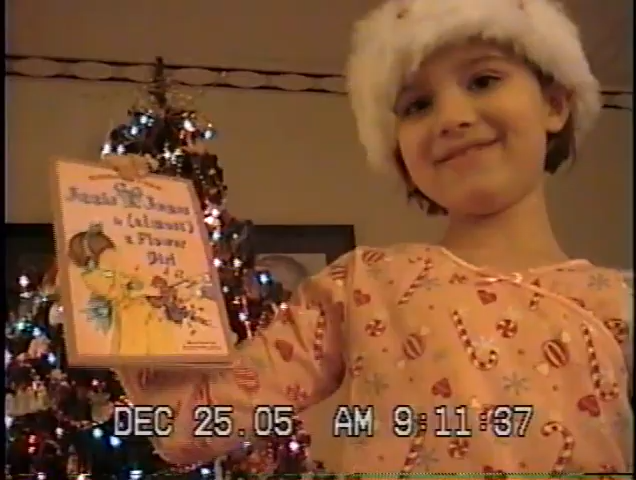 Junie B. Jones
Is (almost)
a Flower
Girl
DEC 25.05 AM 9:11:37